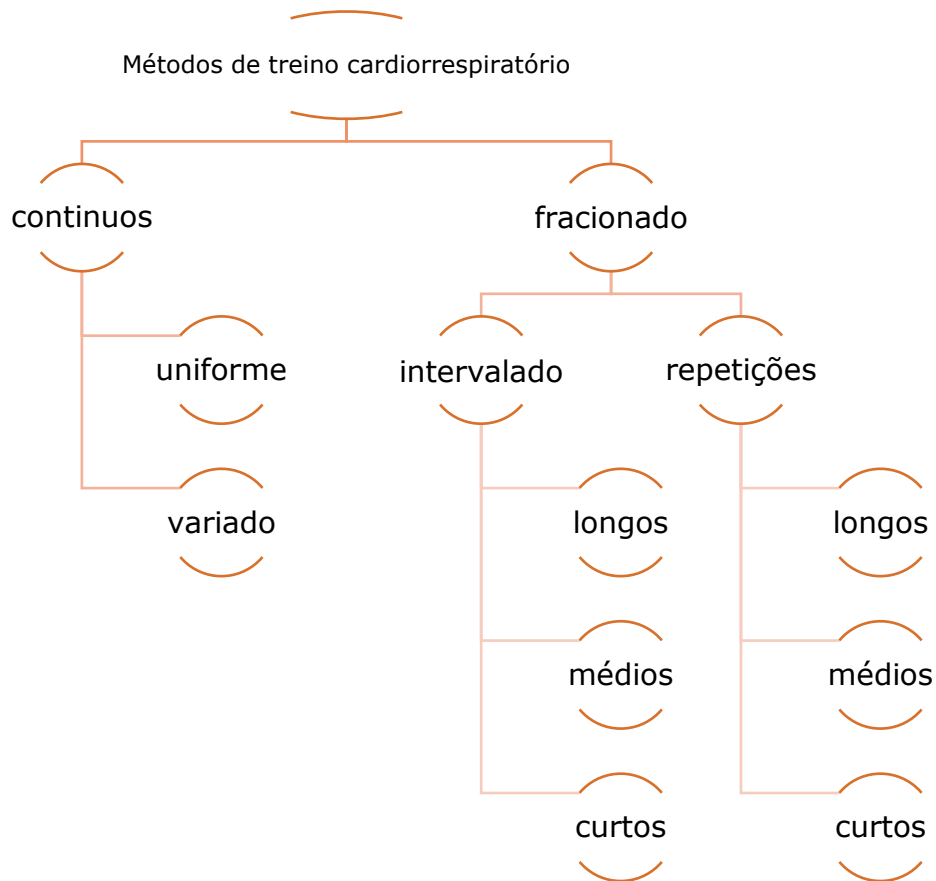 Métodos de treino cardiorrespiratório
continuos
fracionado
uniforme
intervalado
repetições
variado
longos
longos
médios
médios
curtos
curtos